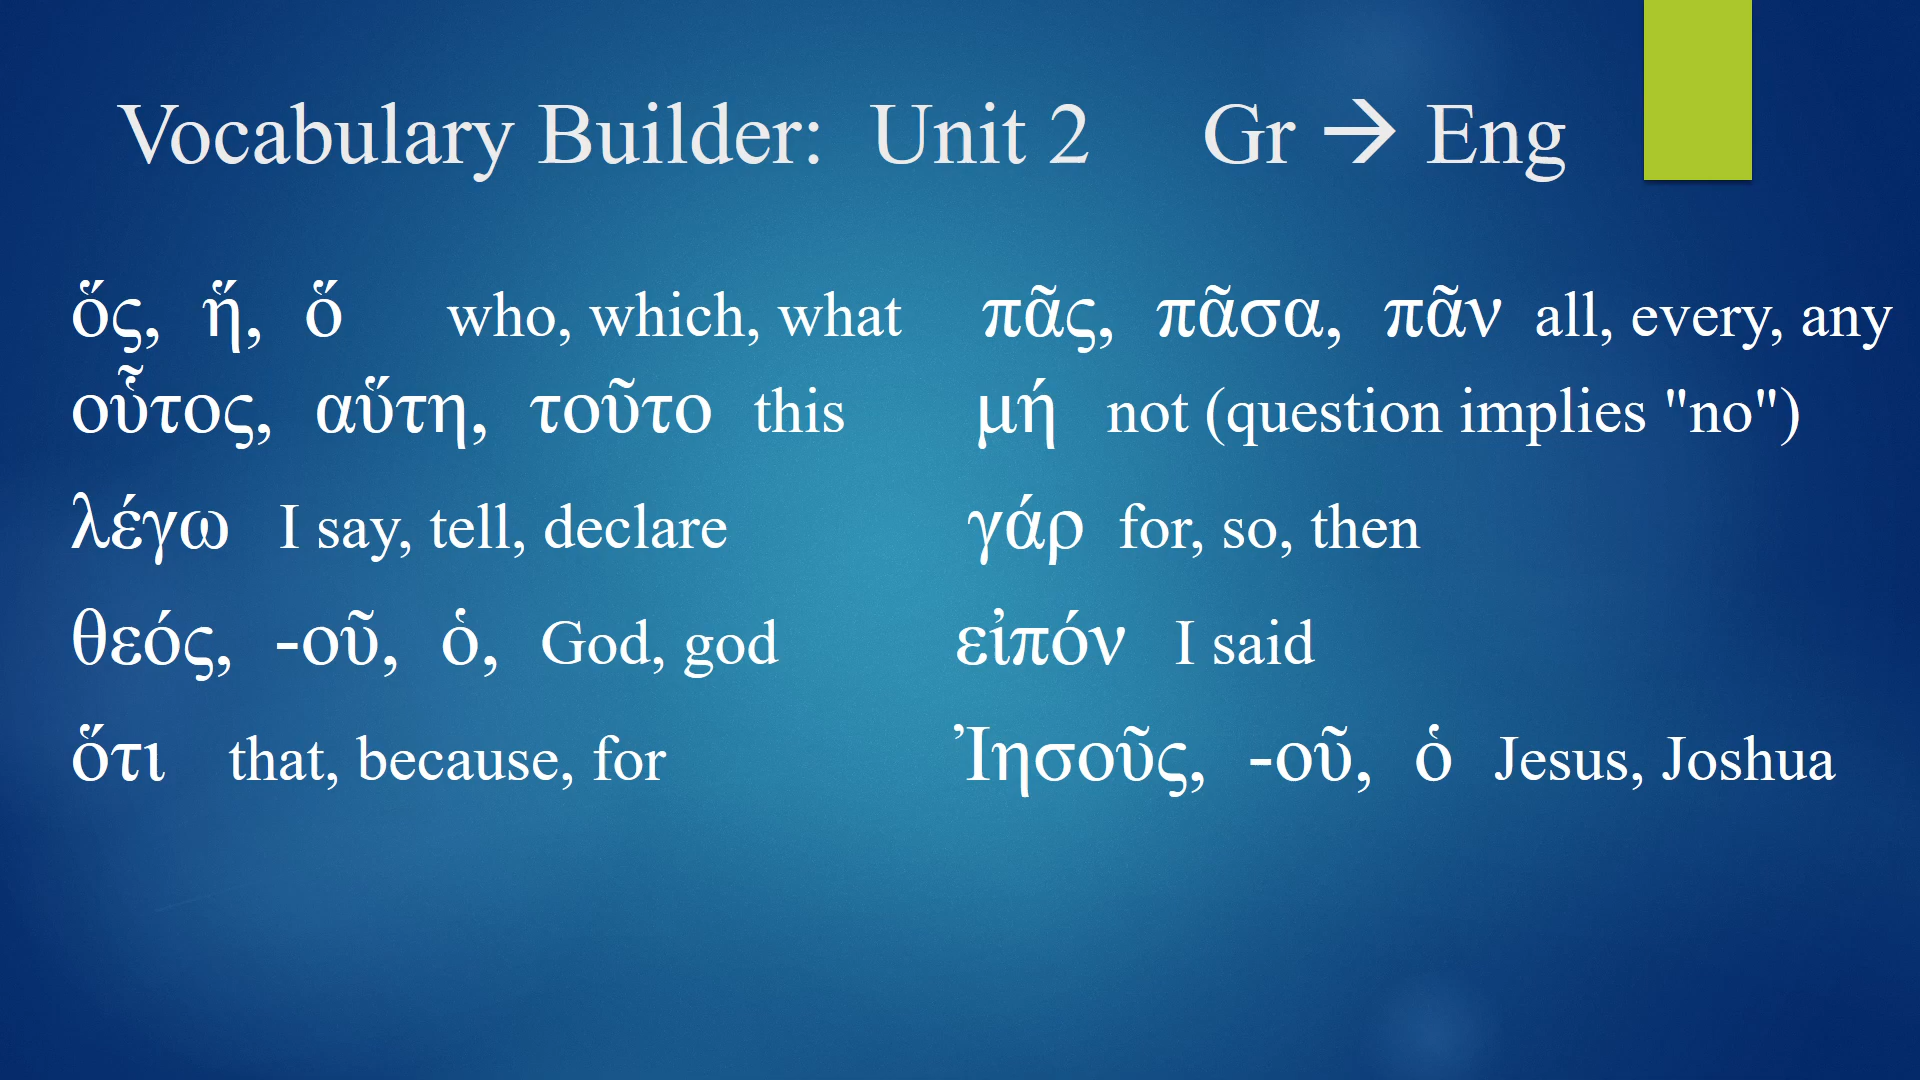 Vocabulary Builder: Unit 2 Gr → Eng
ὅς, ἥ, ὅ who, which, what
οὗτος, αὕτη, τοῦτο this
λέγω I say, tell, declare
θεός, -οῦ, ὁ, God, god
ὅτι that, because, for
πᾶς, πᾶσα, πᾶν all, every, any
μή not (question implies "no")
γάρ for, so, then
εἰπόν I said
Ἰησοῦς, -οῦ, ὁ Jesus, Joshua